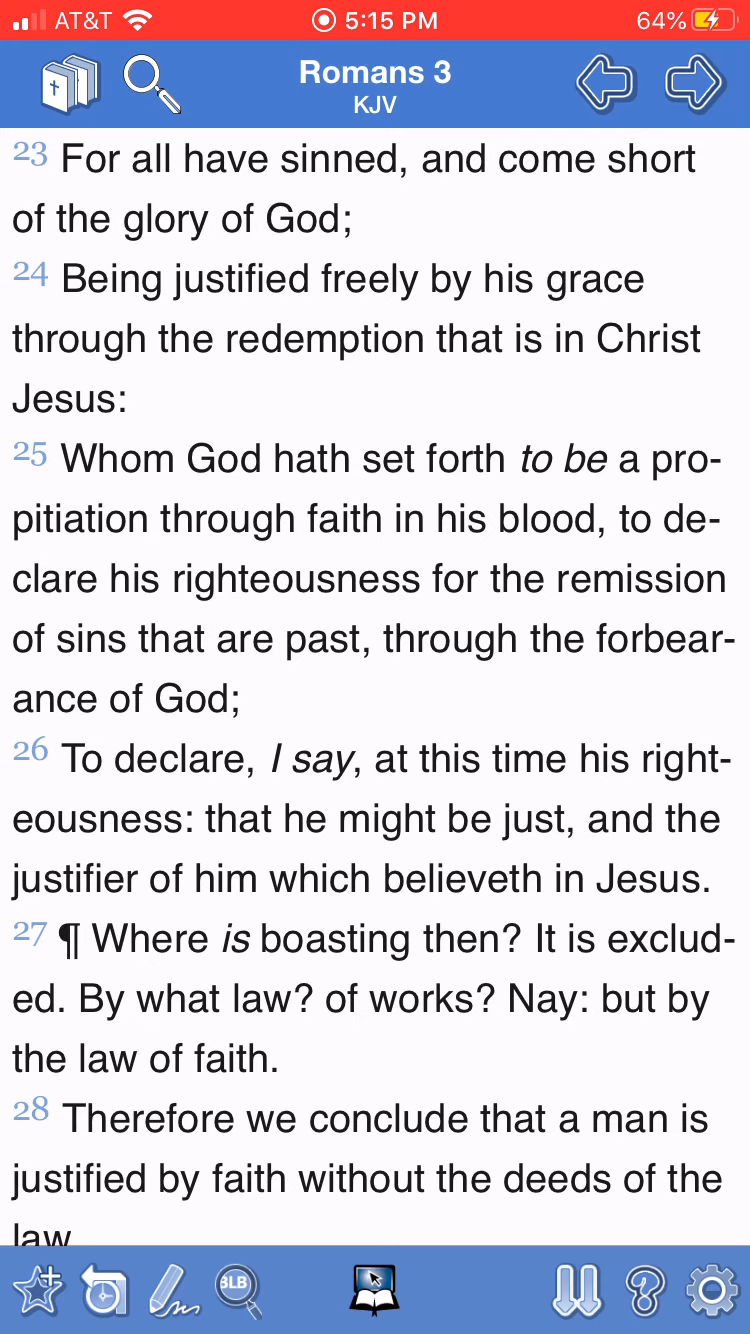 AT&T 5:15 PM 64%
Romans 3
KJV
23 For all have sinned, and come short
of the glory of God;
24 Being justified freely by his grace
through the redemption that is in Christ
Jesus:
25 Whom God hath set forth to be a pro-
pitiation through faith in his blood, to de-
clare his righteousness for the remission
of sins that are past, through the forbear-
ance of God;
26 To declare, I say, at this time his right-
eousness: that he might be just, and the
justifier of him which believeth in Jesus.
27 ¶ Where is boasting then? It is exclud-
ed. By what law? of works? Nay: but by
the law of faith.
28 Therefore we conclude that a man is
justified by faith without the deeds of the
law
BLB